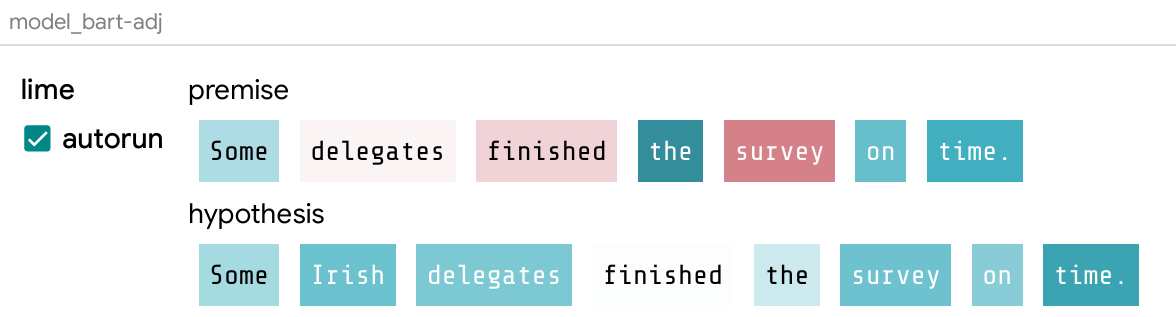 model_bart-adj
lime
premise
autorun
Some delegates finished the survey on time.
hypothesis
Some Irish delegates finished the survey on time.